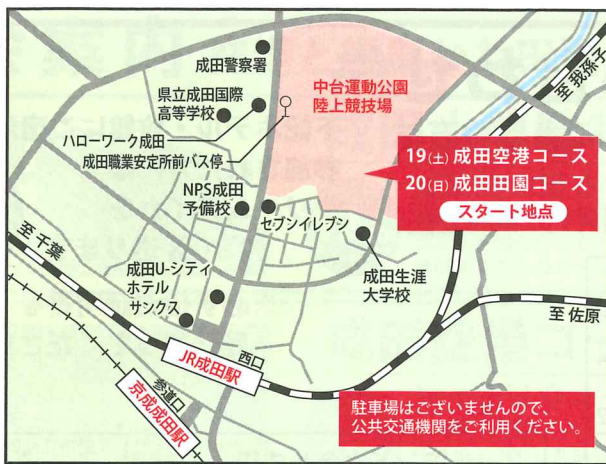 成田警察署
県立成田国際
高等学校
中台運動公園
陸上競技場
至我孫子
ハローワーク成田
成田職業安定所前バス停
19(土) 成田空港コース
20(日) 成田田園コース
スタート地点
NPS成田
予備校
セブンイレブン
成田生涯
大学校
至千葉
成田U-シティ
ホテル
サンクス
至佐原
西口
JR成田駅
参道口
京成成田駅
駐車場はございませんので、
公共交通機関をご利用ください。